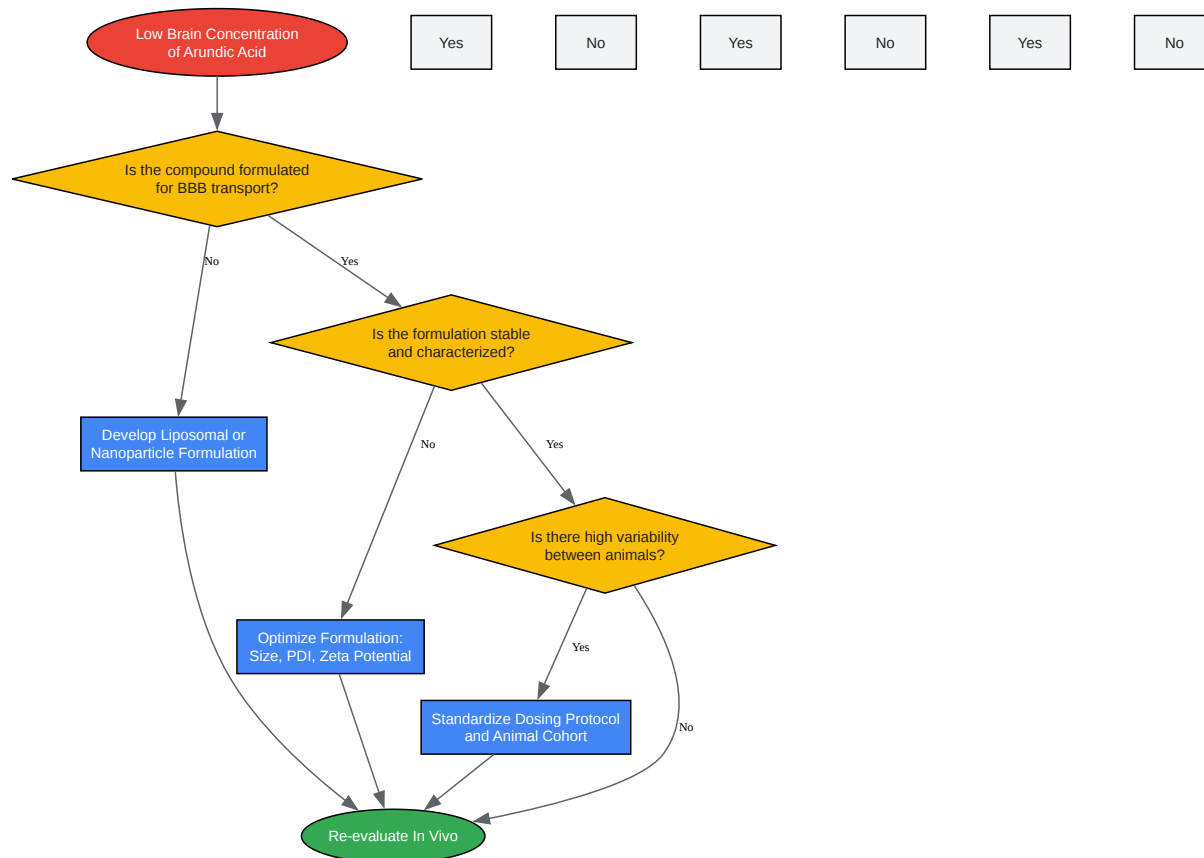 Low Brain Concentration
of Arundic Acid
Yes
No
Yes
No
Yes
No
Is the compound formulated
for BBB transport?
No
Yes
Is the formulation stable
and characterized?
Develop Liposomal or
Nanoparticle Formulation
No
Yes
Is there high variability
between animals?
Optimize Formulation:
Size, PDI, Zeta Potential
Yes
Standardize Dosing Protocol
and Animal Cohort
No
Re-evaluate In Vivo